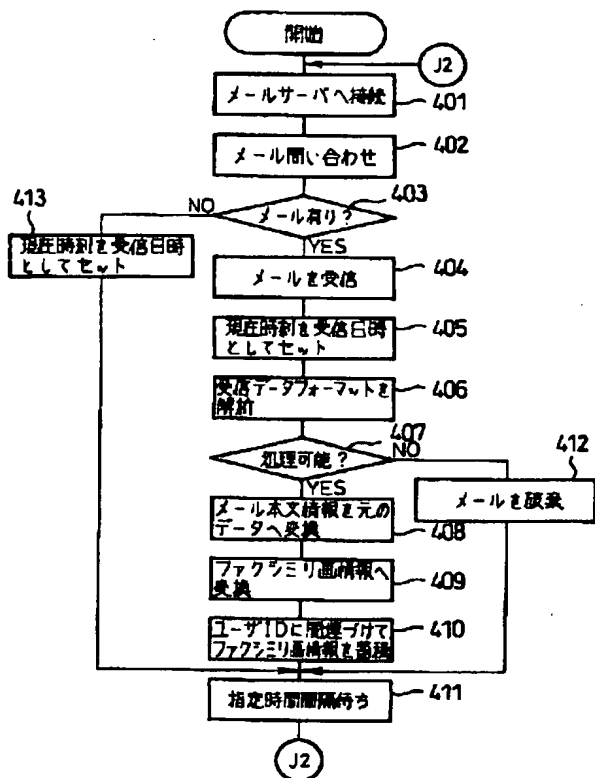 開始
J2
メールサーバへ接続
401
メール問い合わせ
402
403
メール有り?
NO
YES
413
現在時刻を受信日時
としてセット
メールを受信
404
現在時刻を受信日時
としてセット
405
受信データフォーマットを
解析
406
407
処理可能?
NO
YES
412
メールを破棄
メール本文情報を元の
データへ変換
408
ファクシミリ画情報へ
変換
409
ユーザIDに関連づけて
ファクシミリ画情報を蓄積
410
指定時間間隔待ち
411
J2